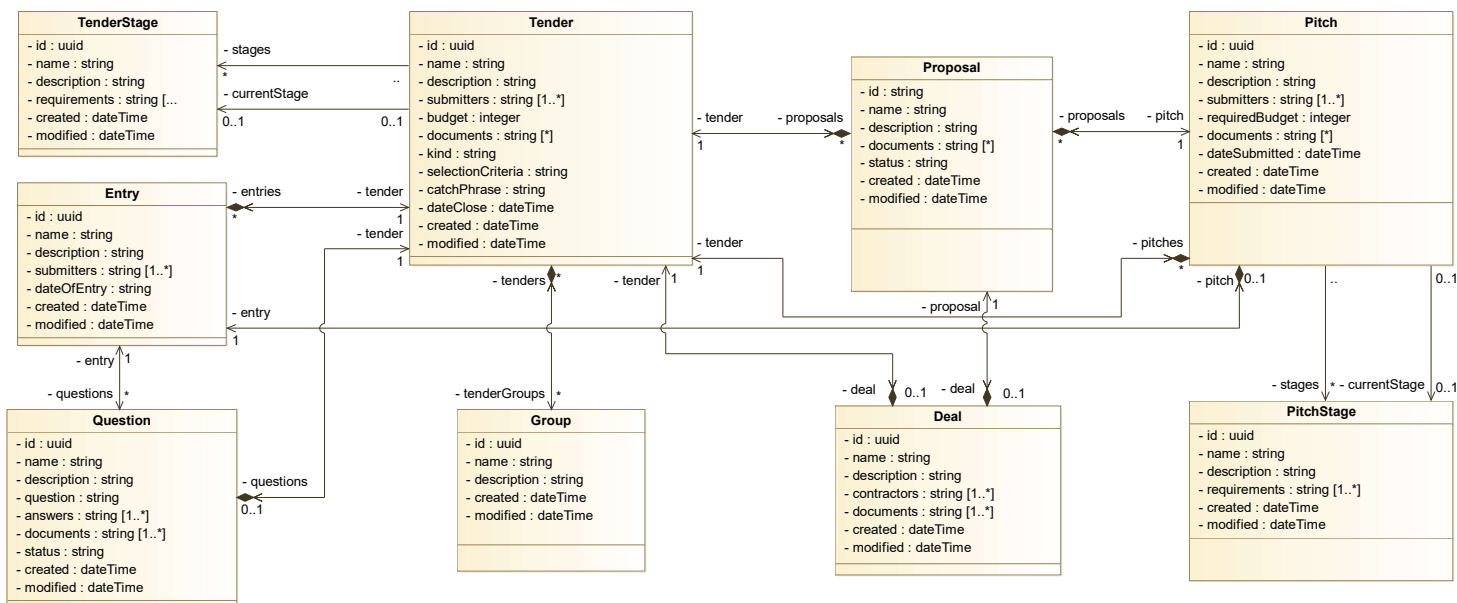 TenderStage
- id : uuid
- name : string
- description : string
- requirements : string [...
- created : dateTime
- modified : dateTime
- stages
*
..
- currentStage
0..1
0..1
Tender
- id : uuid
- name : string
- description : string
- submitters : string [1..*]
- budget : integer
- documents : string [*]
- kind : string
- selectionCriteria : string
- catchPhrase : string
- dateClose : dateTime
- created : dateTime
- modified : dateTime
- tender
1
- proposals
*
Proposal
- id : string
- name : string
- description : string
- documents : string [*]
- status : string
- created : dateTime
- modified : dateTime
- proposals
*
- pitch
1
Pitch
- id : uuid
- name : string
- description : string
- submitters : string [1..*]
- requiredBudget : integer
- documents : string [*]
- dateSubmitted : dateTime
- created : dateTime
- modified : dateTime
Entry
- id : uuid
- name : string
- description : string
- submitters : string [1..*]
- dateOfEntry : string
- created : dateTime
- modified : dateTime
- entries
*
- tender
1
- tender
1
- tender
1
- pitches
*
- tenders
*
- tender
1
- proposal
1
- pitch
0..1
..
0..1
- entry
1
- entry
1
- questions
*
- tenderGroups
*
- deal
0..1
- deal
0..1
- stages
*
- currentStage
0..1
Question
- id : uuid
- name : string
- description : string
- question : string
- answers : string [1..*]
- documents : string [1..*]
- status : string
- created : dateTime
- modified : dateTime
- questions
0..1
Group
- id : uuid
- name : string
- description : string
- created : dateTime
- modified : dateTime
Deal
- id : uuid
- name : string
- description : string
- contractors : string [1..*]
- documents : string [1..*]
- created : dateTime
- modified : dateTime
PitchStage
- id : uuid
- name : string
- description : string
- requirements : string [1..*]
- created : dateTime
- modified : dateTime